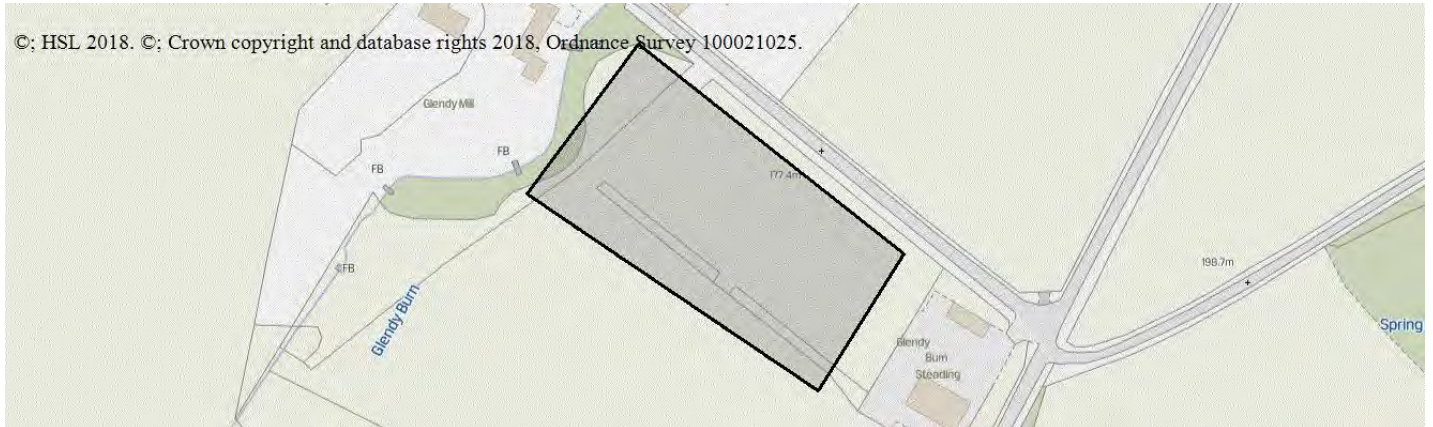 ©; HSL 2018. ©; Crown copyright and database rights 2018, Ordnance Survey 100021025.
Glendy Mill
FB
FB
FB
177.4m
198.7m
Glendy Burn
Spring
Glendy
Burn
Steading